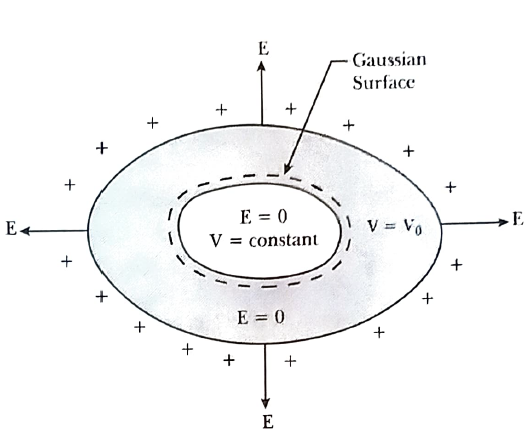 E
Gaussian
Surface
+ + + +
+ +
+ +
E = 0
V = constant
V = V₀
E
E
+ +
+ +
E = 0
+ +
+ + +
E